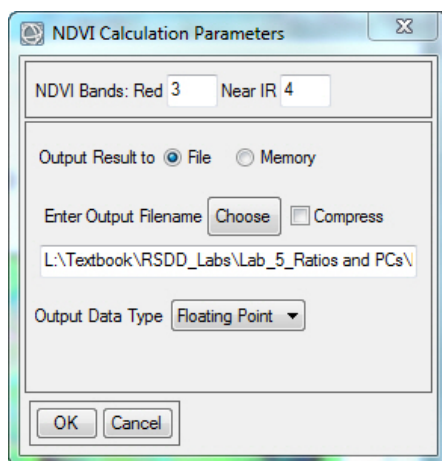 NDVI Calculation Parameters
NDVI Bands: Red 3 Near IR 4
Output Result to File Memory
Enter Output Filename Choose Compress
L:\Textbook\RSDD_Labs\Lab_5_Ratios and PCs\
Output Data Type Floating Point
OK Cancel